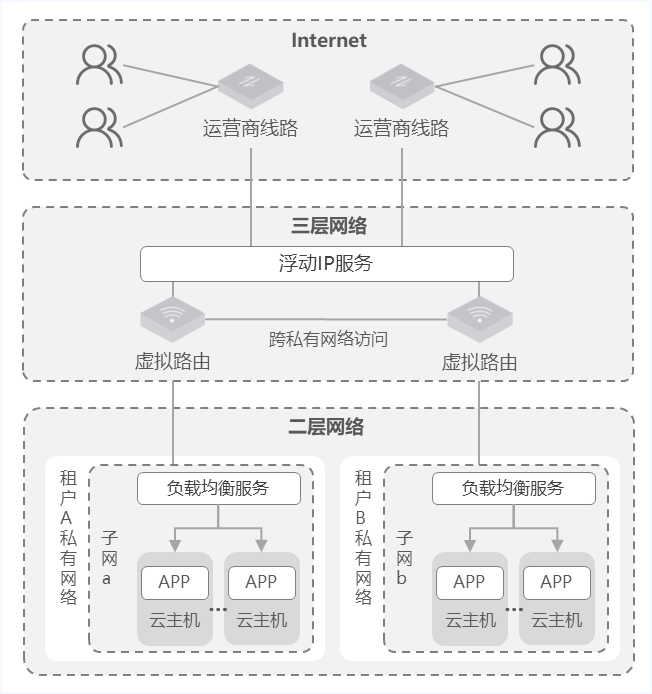 Internet
运营商线路
运营商线路
三层网络
浮动IP服务
跨私有网络访问
虚拟路由
虚拟路由
二层网络
租户A私有网络
子网a
负载均衡服务
APP
APP
...
云主机
云主机
租户B私有网络
子网b
负载均衡服务
APP
APP
...
云主机
云主机